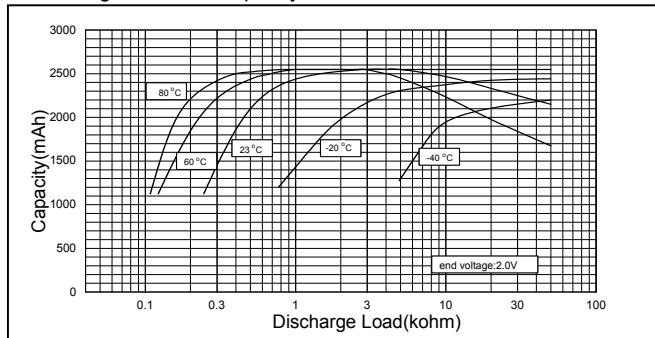 3000
2500
2000
1500
1000
500
0
Capacity(mAh)
80 °C
60 °C
23 °C
-20 °C
-40 °C
end voltage:2.0V
0.1 0.3 1 3 10 30 100
Discharge Load(kohm)